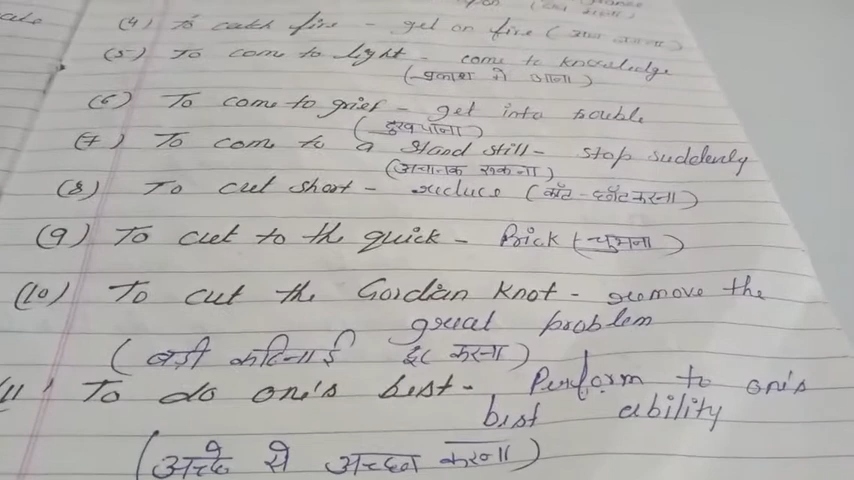 (4) To catch fire - get on fire (आग लगना)
(5) To come to light - come to knowledge
(प्रकाश में आना)
(6) To come to grief - get into trouble
(दुख पाना)
(7) To come to a stand still - stop suddenly
(अचानक रुकना)
(8) To cut short - reduce (काँट-छाँट करना)
(9) To cut to the quick - Prick (चुभना)
(10) To cut the Gordian Knot - remove the
great problem
(बड़ी कठिनाई दूर करना)
11 To do one's best - Perform to one's
best ability
(अच्छे से अच्छा करना)